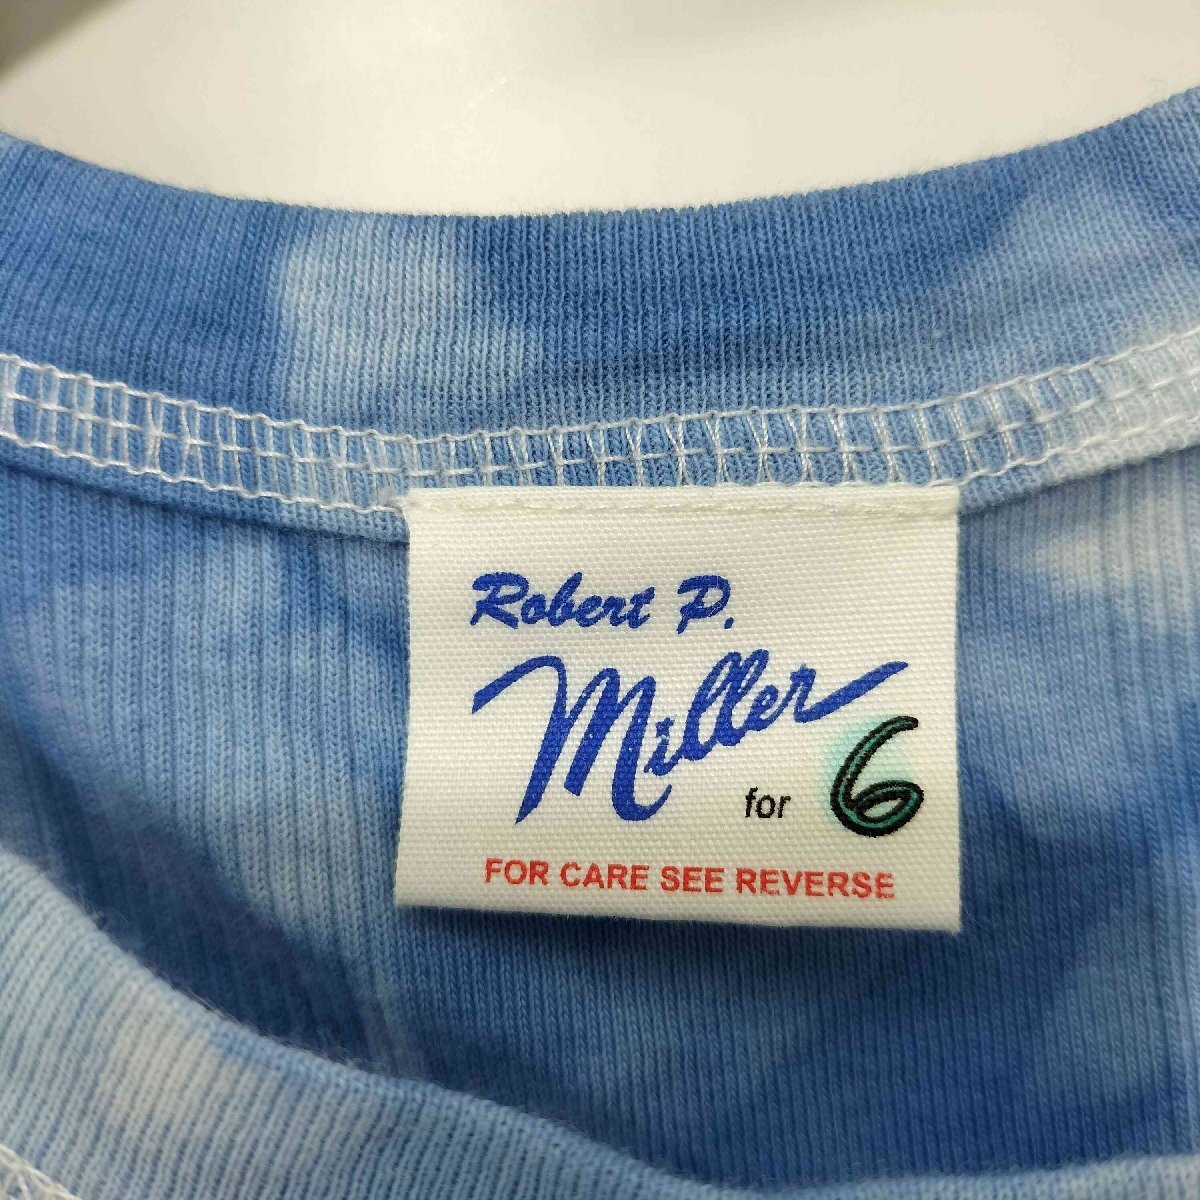 Robert P.
Miller
for 6
FOR CARE SEE REVERSE